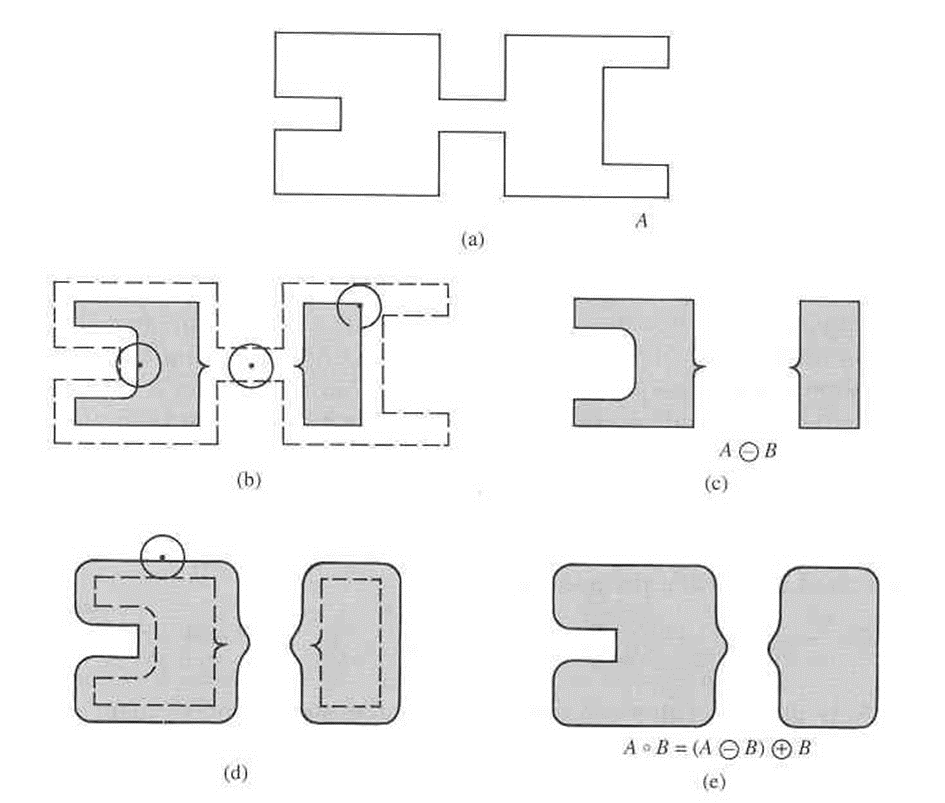 A
(a)
(b)
A ⊖ B
(c)
(d)
A ∘ B = (A ⊖ B) ⊕ B
(e)